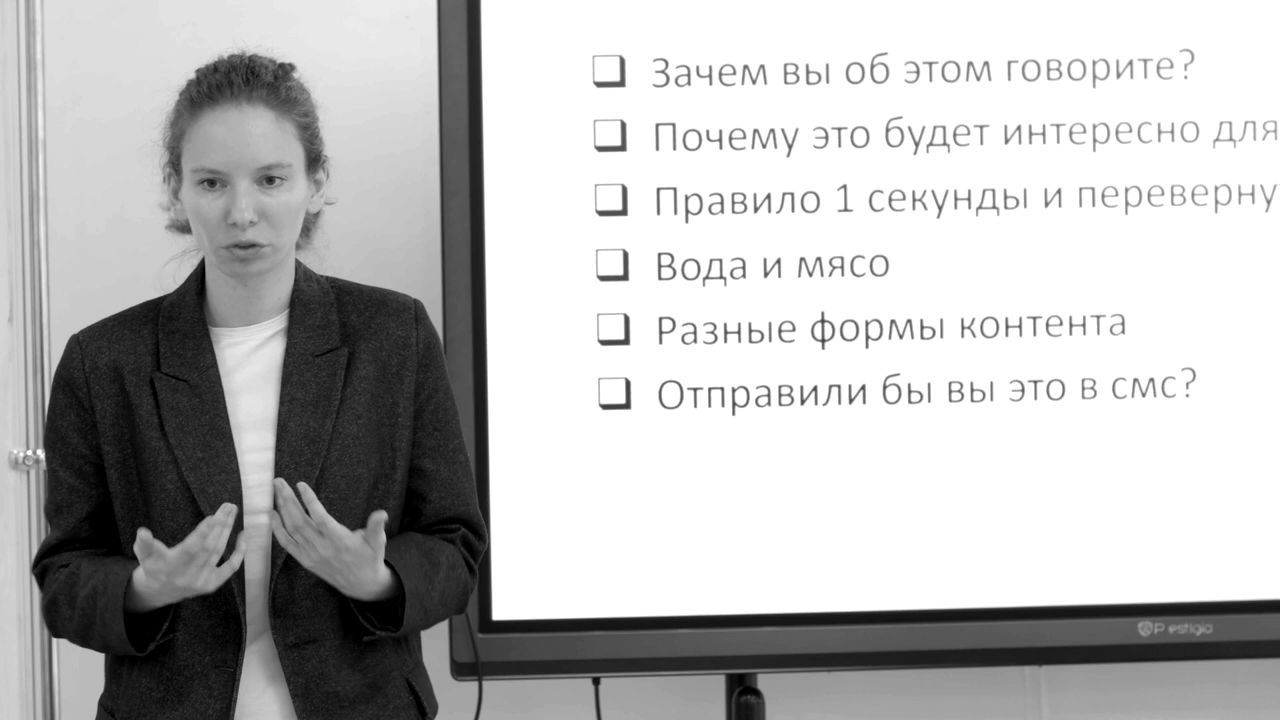 Зачем вы об этом говорите?
Почему это будет интересно для
Правило 1 секунды и
Вода и мясо
Разные формы контента
Отправили бы вы это в смс?
Prestigio